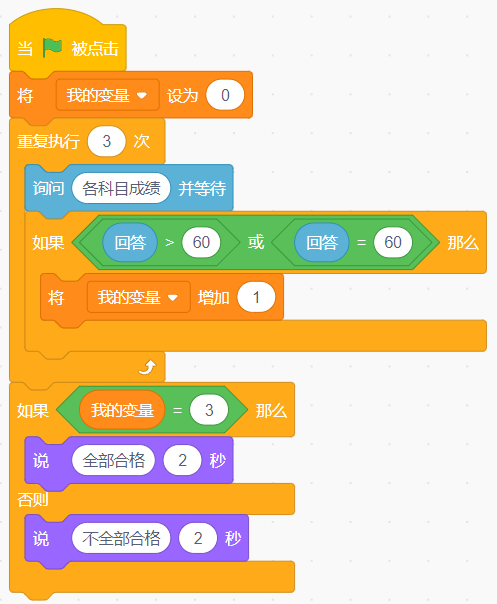 当 被点击
将 我的变量 设为 0
重复执行 3 次
询问 各科目成绩 并等待
如果 回答 > 60 或 回答 = 60 那么
将 我的变量 增加 1
如果 我的变量 = 3 那么
说 全部合格 2 秒
否则
说 不全部合格 2 秒